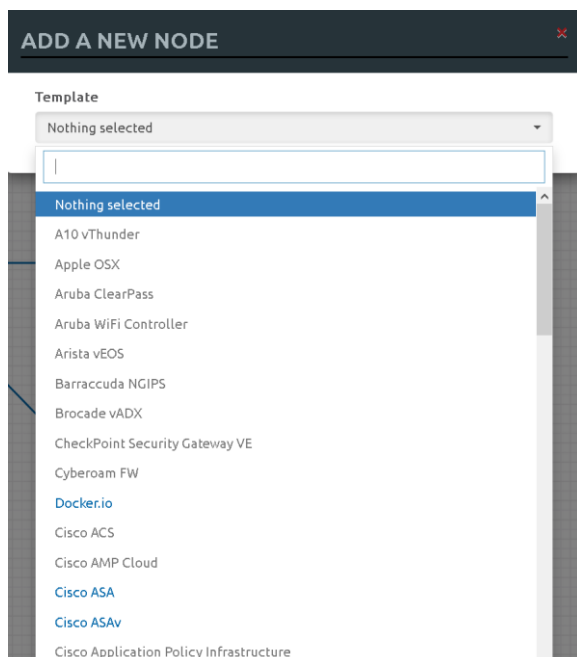 ADD A NEW NODE
Template
Nothing selected
Nothing selected
A10 vThunder
Apple OSX
Aruba ClearPass
Aruba WiFi Controller
Arista vEOS
Barraccuda NGIPS
Brocade vADX
CheckPoint Security Gateway VE
Cyberoam FW
Docker.io
Cisco ACS
Cisco AMP Cloud
Cisco ASA
Cisco ASAv
Cisco Application Policy Infrastructure